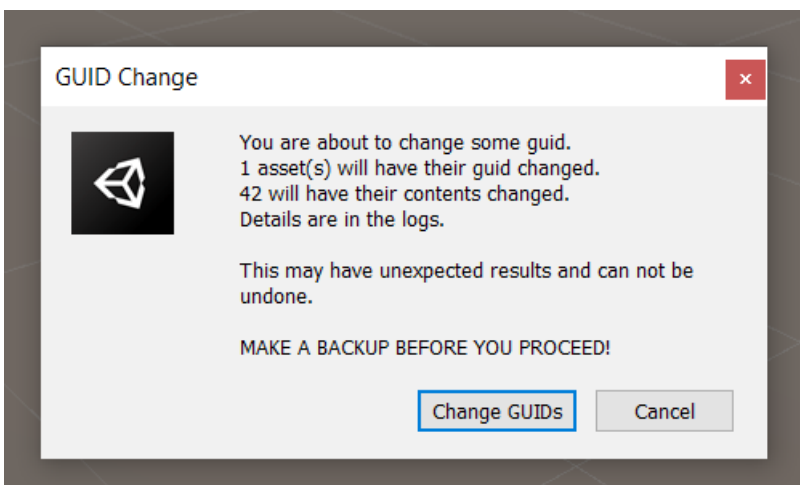 GUID Change
You are about to change some guid.
1 asset(s) will have their guid changed.
42 will have their contents changed.
Details are in the logs.
This may have unexpected results and can not be
undone.
MAKE A BACKUP BEFORE YOU PROCEED!
Change GUIDs
Cancel